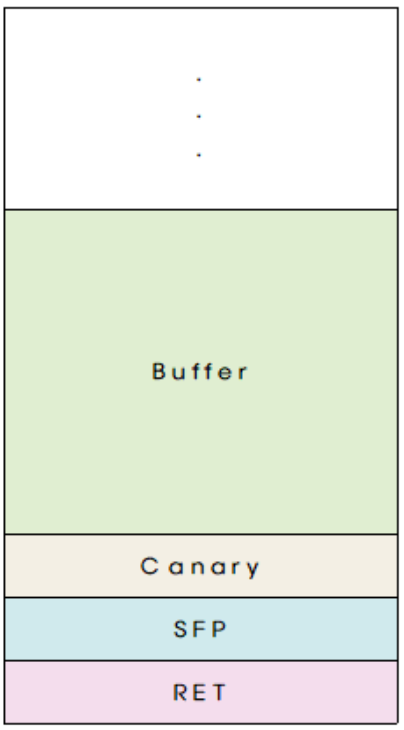 .
.
.
Buffer
Canary
SFP
RET